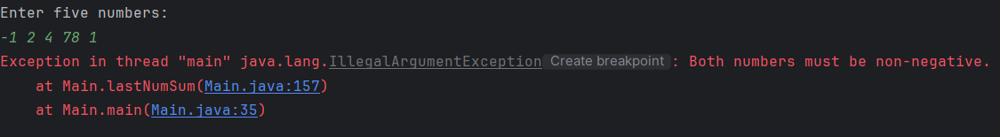 Enter five numbers:
-1 2 4 78 1
Exception in thread "main" java.lang.IllegalArgumentException Create breakpoint : Both numbers must be non-negative.
at Main.lastNumSum(Main.java:157)
at Main.main(Main.java:35)